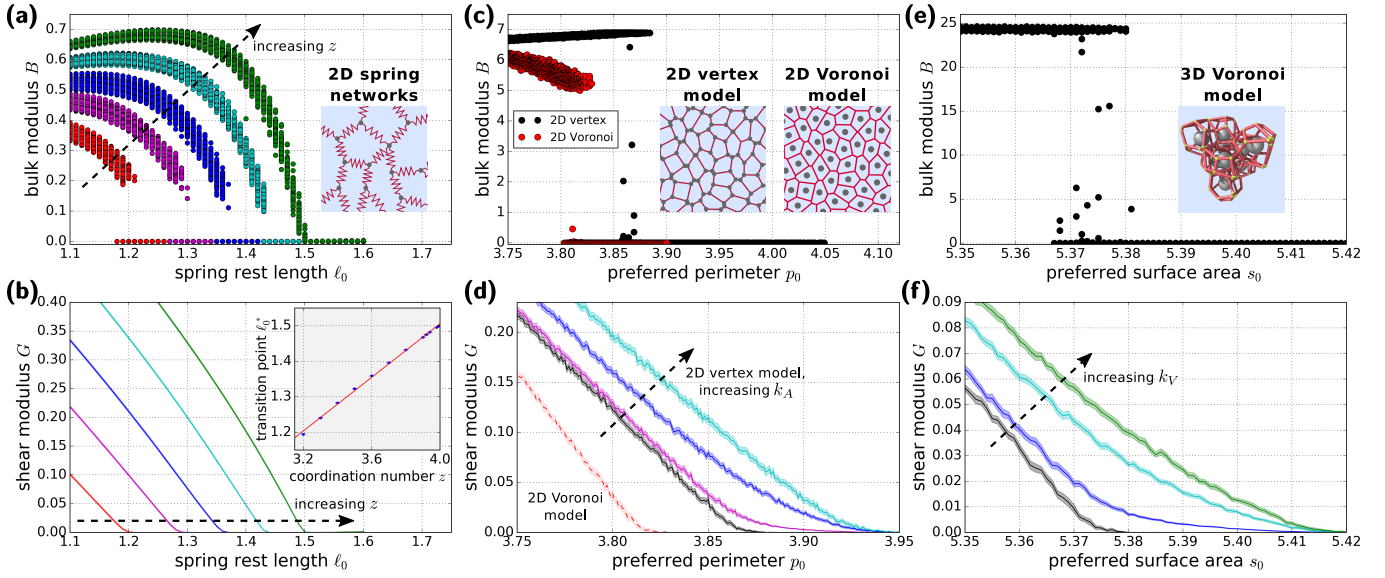 (a)
0.7
0.6
0.5
0.4
0.3
0.2
0.1
0.0
bulk modulus B
increasing z
2D spring
networks
1.1 1.2 1.3 1.4 1.5 1.6 1.7
spring rest length ℓ₀
(c)
7
6
5
4
3
2
1
0
bulk modulus B
2D vertex
2D Voronoi
2D vertex
model
2D Voronoi
model
3.75 3.80 3.85 3.90 3.95 4.00 4.05 4.10
preferred perimeter p₀
(e)
25
20
15
10
5
0
bulk modulus B
3D Voronoi
model
5.35 5.36 5.37 5.38 5.39 5.40 5.41 5.42
preferred surface area s₀
(b)
0.40
0.35
0.30
0.25
0.20
0.15
0.10
0.05
0.00
shear modulus G
transition point ℓ₀*
1.5
1.4
1.3
1.2
3.2 3.6 4.0
coordination number z
increasing z
1.1 1.2 1.3 1.4 1.5 1.6 1.7
spring rest length ℓ₀
(d)
0.20
0.15
0.10
0.05
0.00
shear modulus G
2D vertex model,
increasing k_A
2D Voronoi
model
3.75 3.80 3.85 3.90 3.95
preferred perimeter p₀
(f)
0.09
0.08
0.07
0.06
0.05
0.04
0.03
0.02
0.01
0.00
shear modulus G
increasing k_V
5.35 5.36 5.37 5.38 5.39 5.40 5.41 5.42
preferred surface area s₀